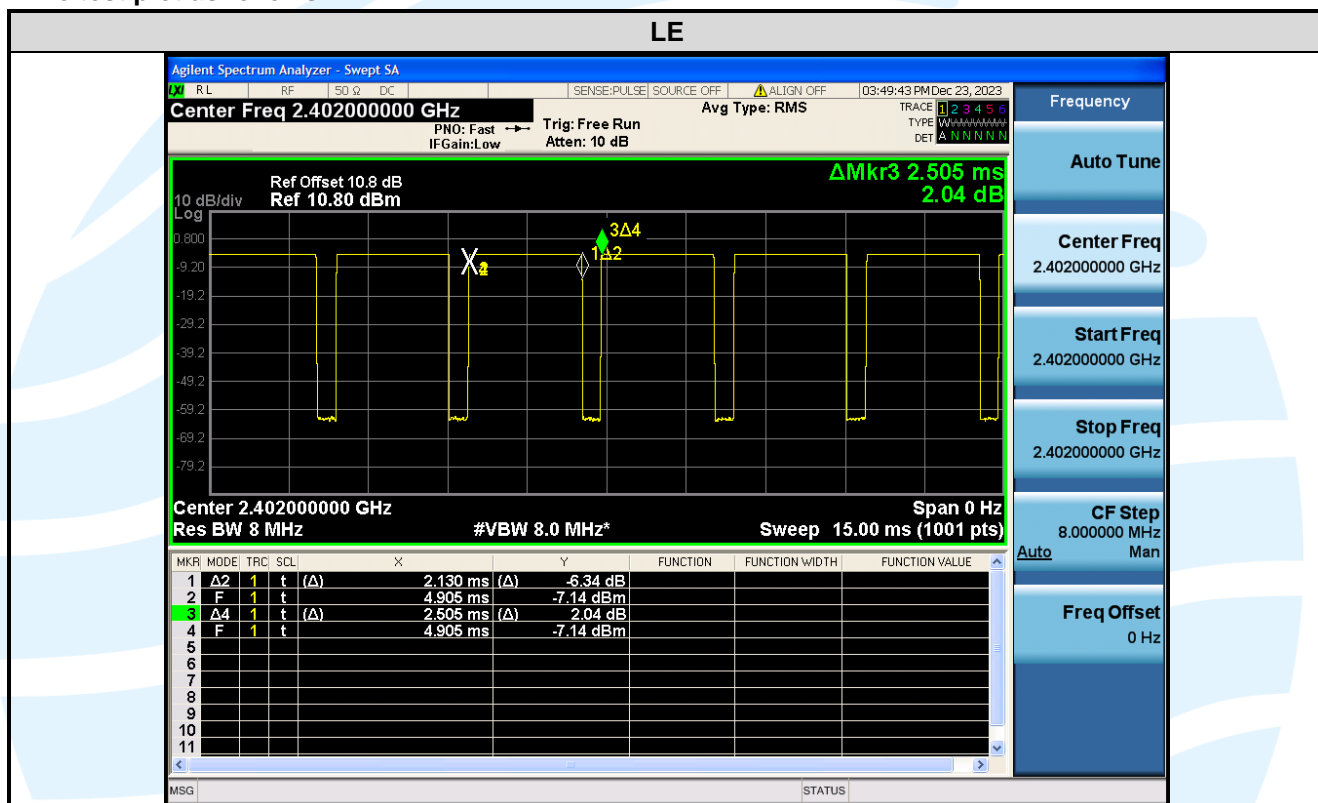 LE
Agilent Spectrum Analyzer - Swept SA
LXI RL RF 50 Ω DC SENSE:PULSE SOURCE OFF ALIGN OFF 03:49:43 PM Dec 23, 2023
Center Freq 2.402000000 GHz
PNO: Fast
IFGain:Low
Trig: Free Run
Atten: 10 dB
Avg Type: RMS
TRACE 1 2 3 4 5 6
TYPE
DET A N N N N N
ΔMkr3 2.505 ms
2.04 dB
Ref Offset 10.8 dB
10 dB/div Ref 10.80 dBm
Log
0.800
-9.20
-19.2
-29.2
-39.2
-49.2
-59.2
-69.2
-79.2
3Δ4
1Δ2
X
Center 2.402000000 GHz Span 0 Hz
Res BW 8 MHz #VBW 8.0 MHz* Sweep 15.00 ms (1001 pts)
MKR MODE TRC SCL X Y FUNCTION FUNCTION WIDTH FUNCTION VALUE
1 Δ2 1 t (Δ) 2.130 ms (Δ) -6.34 dB
2 F 1 t 4.905 ms -7.14 dBm
3 Δ4 1 t (Δ) 2.505 ms (Δ) 2.04 dB
4 F 1 t 4.905 ms -7.14 dBm
5
6
7
8
9
10
11
MSG STATUS
Frequency
Auto Tune
Center Freq
2.402000000 GHz
Start Freq
2.402000000 GHz
Stop Freq
2.402000000 GHz
CF Step
8.000000 MHz
Auto Man
Freq Offset
0 Hz